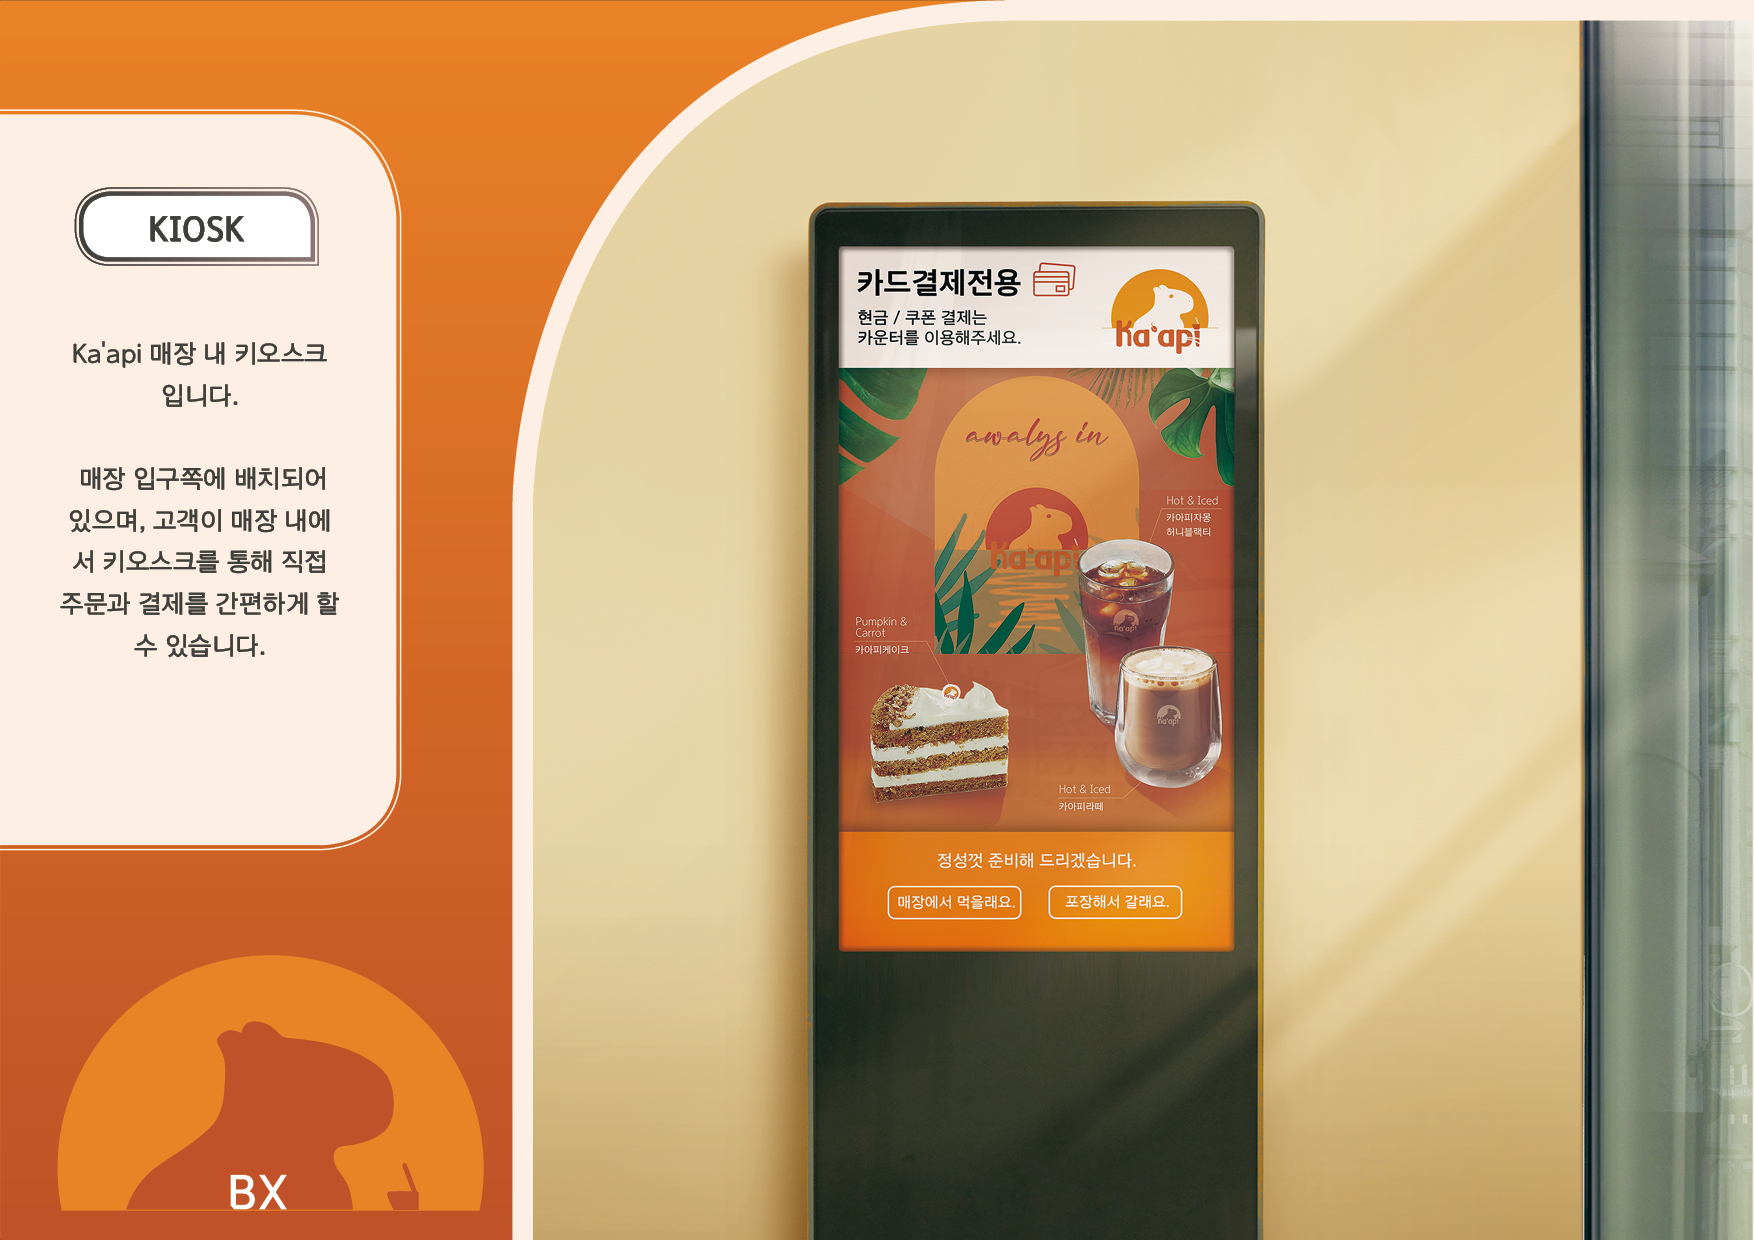 KIOSK
Ka'api 매장 내 키오스크
입니다.
매장 입구쪽에 배치되어
있으며, 고객이 매장 내에
서 키오스크를 통해 직접
주문과 결제를 간편하게 할
수 있습니다.
BX
카드결제전용
현금 / 쿠폰 결제는
카운터를 이용해주세요.
Ka'api
awalys in
Ka'api
Hot & Iced
카아피자몽
허니블랙티
Ka'api
Pumpkin &
Carrot
카아피케이크
Ka'api
Hot & Iced
카아피라떼
정성껏 준비해 드리겠습니다.
매장에서 먹을래요.
포장해서 갈래요.